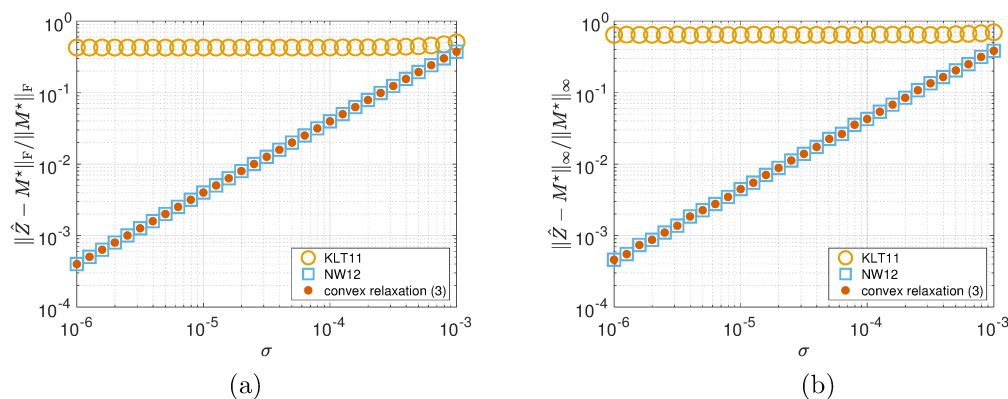 10^0
10^-1
10^-2
10^-3
10^-4
‖Ẑ − M⋆‖_F/‖M⋆‖_F
KLT11
NW12
convex relaxation (3)
10^-6
10^-5
10^-4
10^-3
σ
(a)
10^0
10^-1
10^-2
10^-3
10^-4
‖Ẑ − M⋆‖_∞/‖M⋆‖_∞
KLT11
NW12
convex relaxation (3)
10^-6
10^-5
10^-4
10^-3
σ
(b)